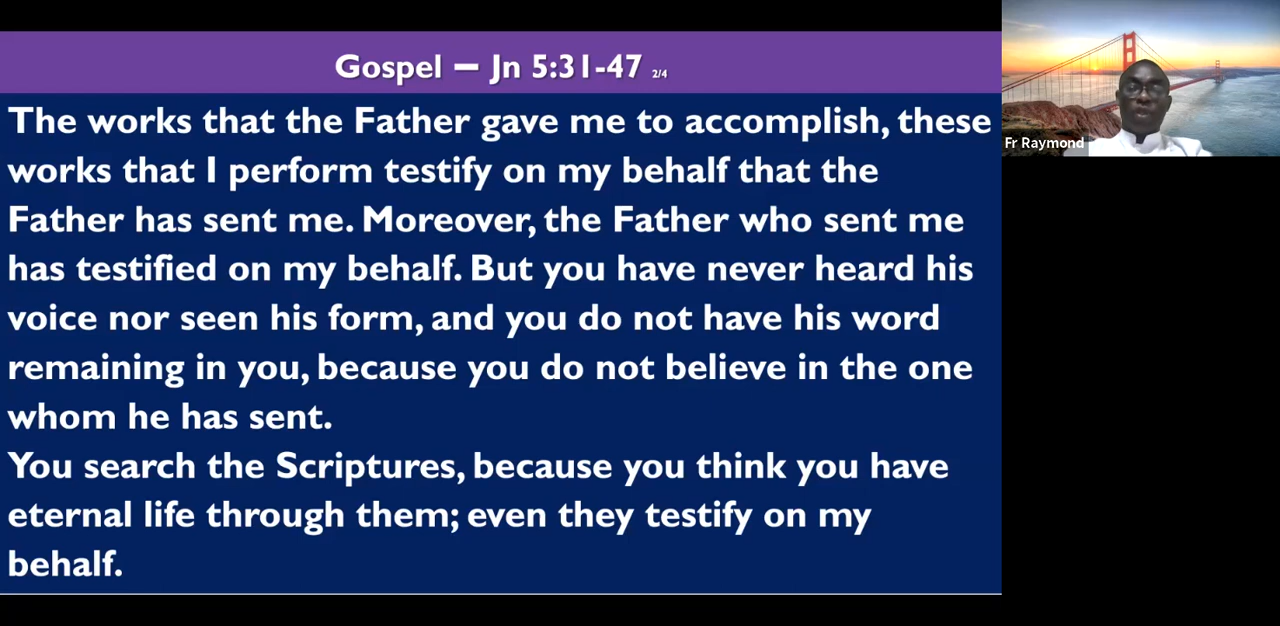 Gospel – Jn 5:31-47 2/4
The works that the Father gave me to accomplish, these
works that I perform testify on my behalf that the
Father has sent me. Moreover, the Father who sent me
has testified on my behalf. But you have never heard his
voice nor seen his form, and you do not have his word
remaining in you, because you do not believe in the one
whom he has sent.
You search the Scriptures, because you think you have
eternal life through them; even they testify on my
behalf.
Fr Raymond